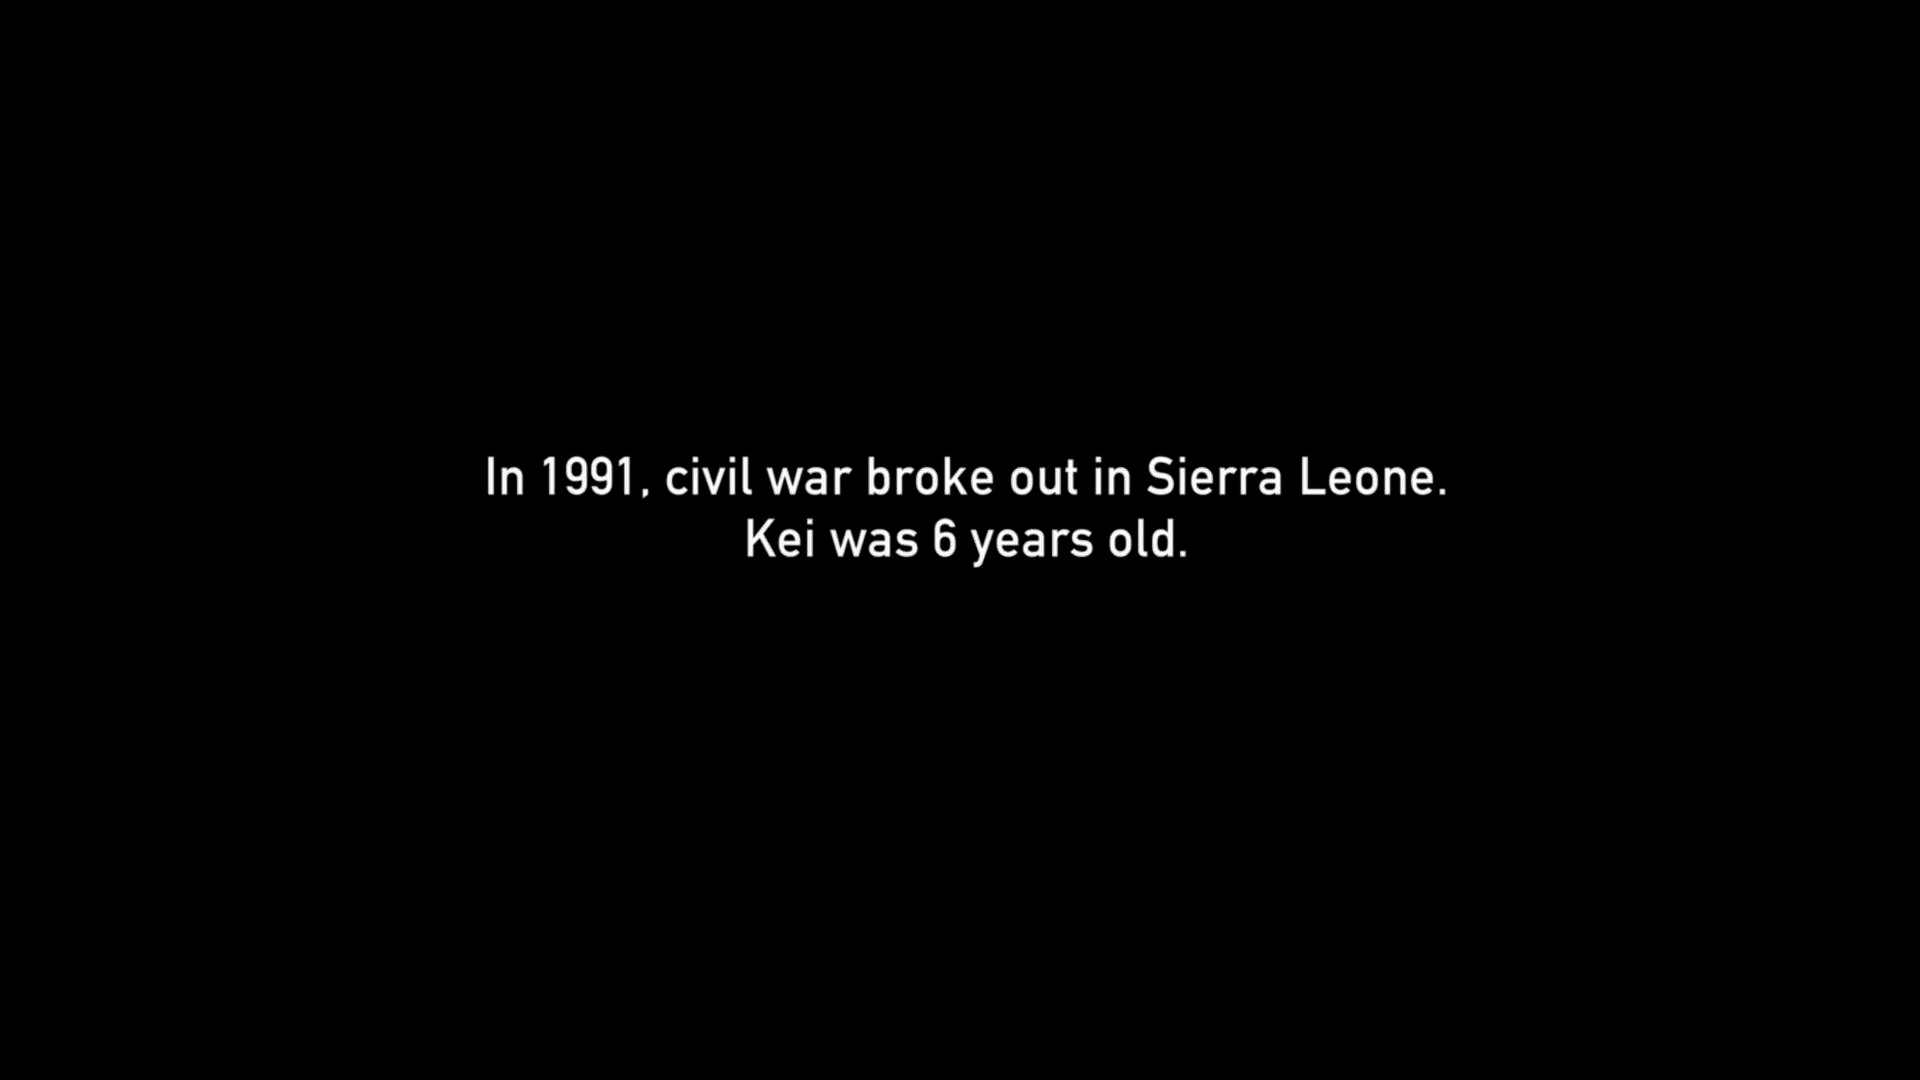 In 1991, civil war broke out in Sierra Leone.
Kei was 6 years old.